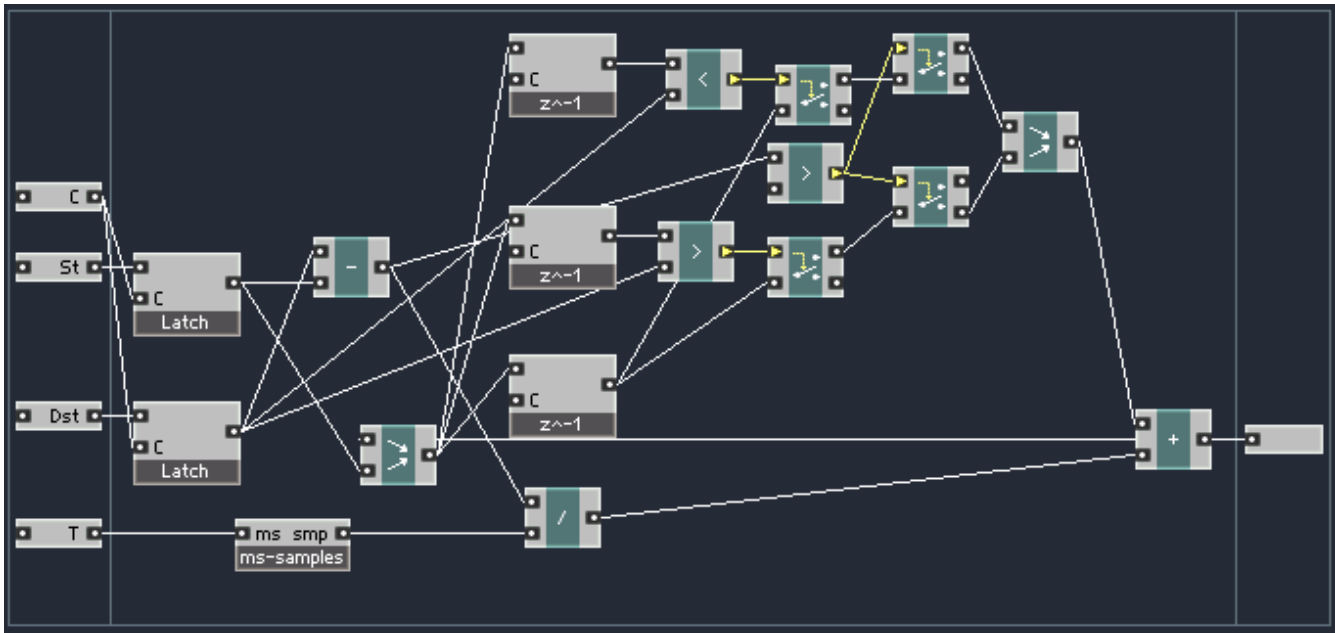 C
z^-1
<
>
C
St
C
Latch
-
C
z^-1
>
Dst
C
Latch
C
z^-1
+
T
ms smp
ms-samples
/